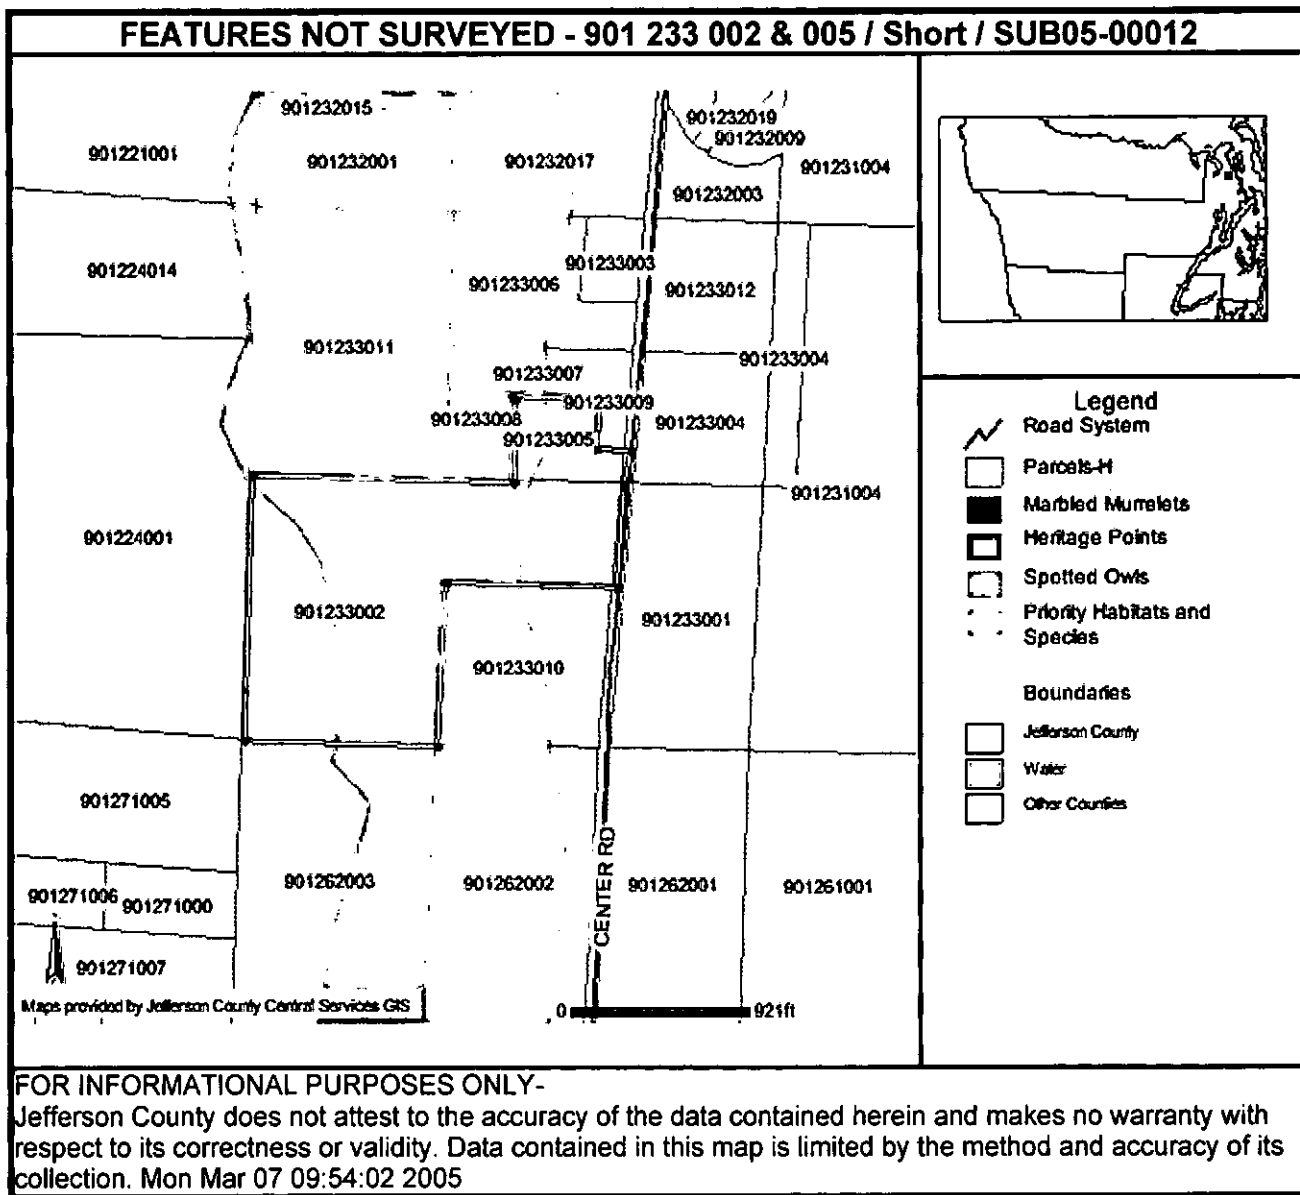 FEATURES NOT SURVEYED - 901 233 002 & 005 / Short / SUB05-00012
901232015
901232019
901232009
901221001
901232001
901232017
901231004
901232003
901224014
901233003
901233006
901233012
901233011
901233004
901233007
901233009
901233008
901233004
901233005
901231004
901224001
901233002
901233001
901233010
901271005
901262003
901262002
CENTER RD
901262001
901261001
901271006
901271000
901271007
Maps provided by Jefferson County Central Services GIS
0
921ft
Legend
Road System
Parcels-H
Marbled Murrelets
Heritage Points
Spotted Owls
Priority Habitats and
Species
Boundaries
Jefferson County
Water
Other Counties
FOR INFORMATIONAL PURPOSES ONLY-
Jefferson County does not attest to the accuracy of the data contained herein and makes no warranty with
respect to its correctness or validity. Data contained in this map is limited by the method and accuracy of its
collection. Mon Mar 07 09:54:02 2005